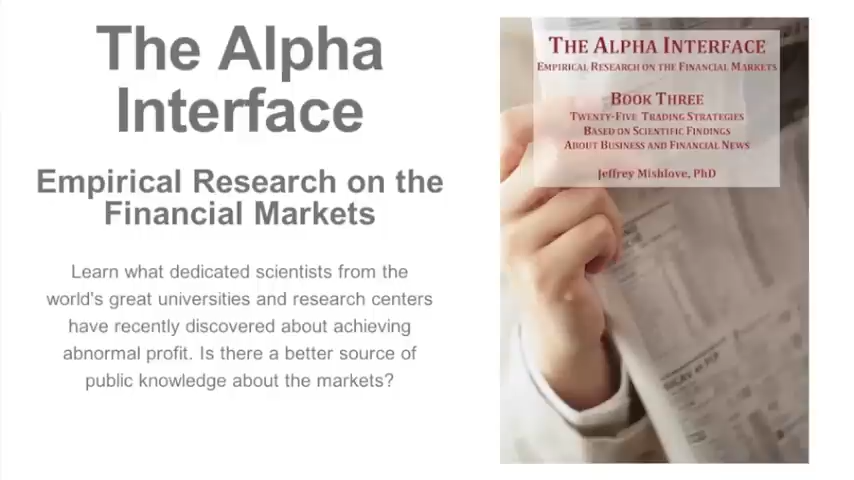 The Alpha
Interface
Empirical Research on the
Financial Markets
Learn what dedicated scientists from the
world's great universities and research centers
have recently discovered about achieving
abnormal profit. Is there a better source of
public knowledge about the markets?
THE ALPHA INTERFACE
EMPIRICAL RESEARCH ON THE FINANCIAL MARKETS
BOOK THREE
TWENTY-FIVE TRADING STRATEGIES
BASED ON SCIENTIFIC FINDINGS
ABOUT BUSINESS AND FINANCIAL NEWS
Jeffrey Mishlove, PhD